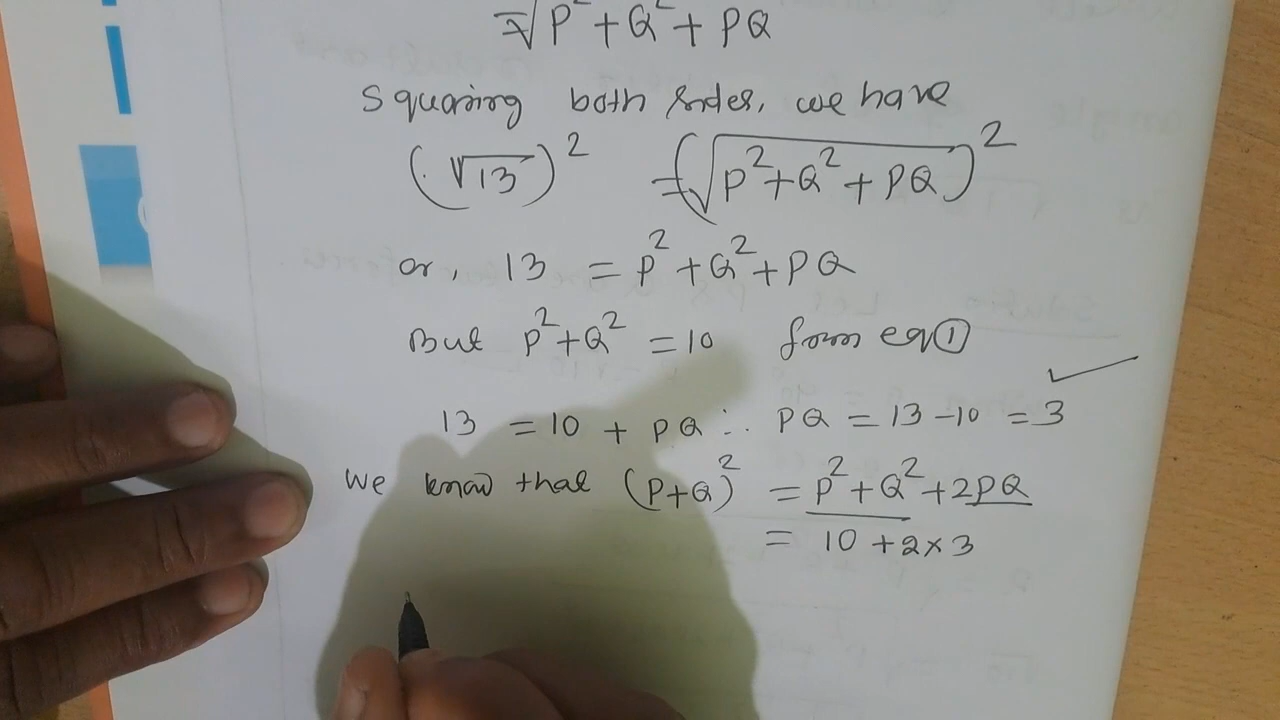 = √P² + Q² + PQ
Squaring both sides, we have
(√13)² = (√P² + Q² + PQ)²
or, 13 = P² + Q² + PQ
But P² + Q² = 10 from eq ①
13 = 10 + PQ ∴ PQ = 13 - 10 = 3
We know that (P+Q)² = P² + Q² + 2PQ
= 10 + 2 × 3